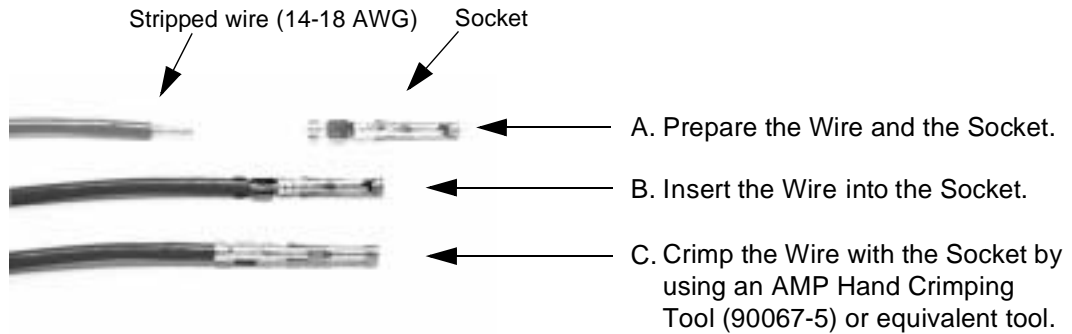 Stripped wire (14-18 AWG)
Socket
A. Prepare the Wire and the Socket.
B. Insert the Wire into the Socket.
C. Crimp the Wire with the Socket by
using an AMP Hand Crimping
Tool (90067-5) or equivalent tool.